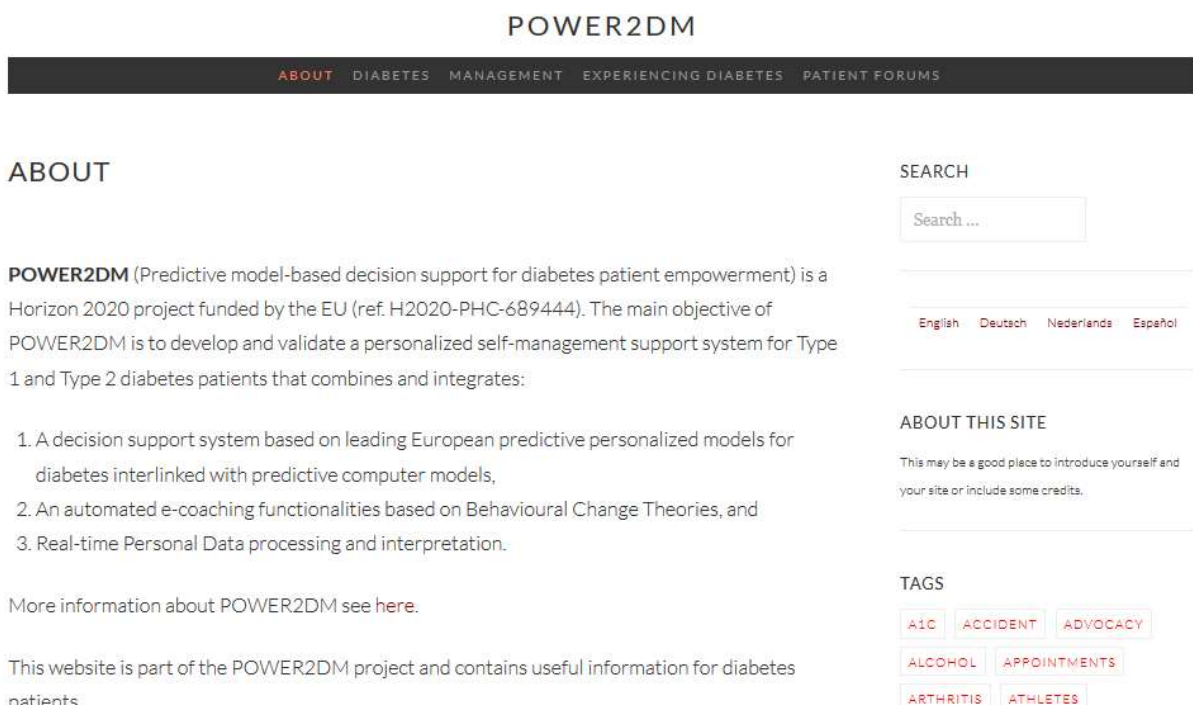 POWER2DM
ABOUT DIABETES MANAGEMENT EXPERIENCING DIABETES PATIENT FORUMS
ABOUT
POWER2DM (Predictive model-based decision support for diabetes patient empowerment) is a
Horizon 2020 project funded by the EU (ref. H2020-PHC-689444). The main objective of
POWER2DM is to develop and validate a personalized self-management support system for Type
1 and Type 2 diabetes patients that combines and integrates:
1. A decision support system based on leading European predictive personalized models for
diabetes interlinked with predictive computer models,
2. An automated e-coaching functionalities based on Behavioural Change Theories, and
3. Real-time Personal Data processing and interpretation.
More information about POWER2DM see here.
This website is part of the POWER2DM project and contains useful information for diabetes
patients
SEARCH
Search ...
English Deutsch Nederlands Español
ABOUT THIS SITE
This may be a good place to introduce yourself and
your site or include some credits.
TAGS
A1C ACCIDENT ADVOCACY
ALCOHOL APPOINTMENTS
ARTHRITIS ATHLETES